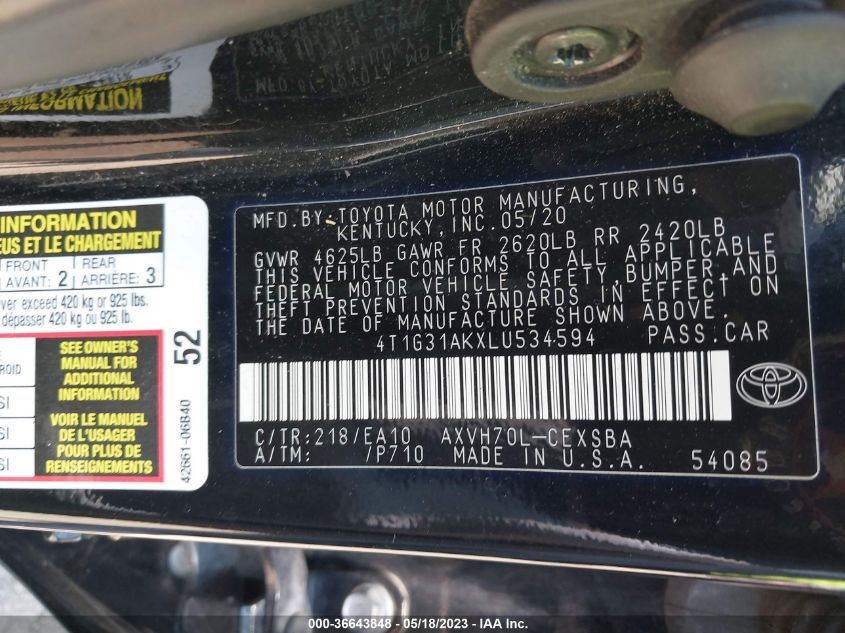 INFORMATION
EUS ET LE CHARGEMENT
FRONT
AVANT: 2
REAR
ARRIÈRE: 3
ver exceed 420 kg or 925 lbs.
dépasser 420 kg ou 925 lb.
SEE OWNER'S
MANUAL FOR
ADDITIONAL
INFORMATION
VOIR LE MANUEL
DE L'USAGER
POUR PLUS DE
RENSEIGNEMENTS
52
42661-06B40
MFD.BY:TOYOTA MOTOR MANUFACTURING,
KENTUCKY,INC.05/20
GVWR 4625LB GAWR FR 2620LB RR 2420LB
THIS VEHICLE CONFORMS TO ALL APPLICABLE
FEDERAL MOTOR VEHICLE SAFETY,BUMPER,AND
THEFT PREVENTION STANDARDS IN EFFECT ON
THE DATE OF MANUFACTURE SHOWN ABOVE.
4T1G31AKXLU534594 PASS.CAR
C/TR:218/EA10 AXVH70L-CEXSBA
A/TM: /P710 MADE IN U.S.A. 54085
000-36643848 - 05/18/2023 - IAA Inc.